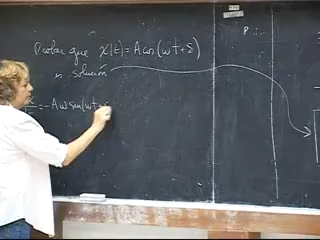 Probar que X(t) = A cos (wt + δ)
es solución
= -A w sen (wt +
P